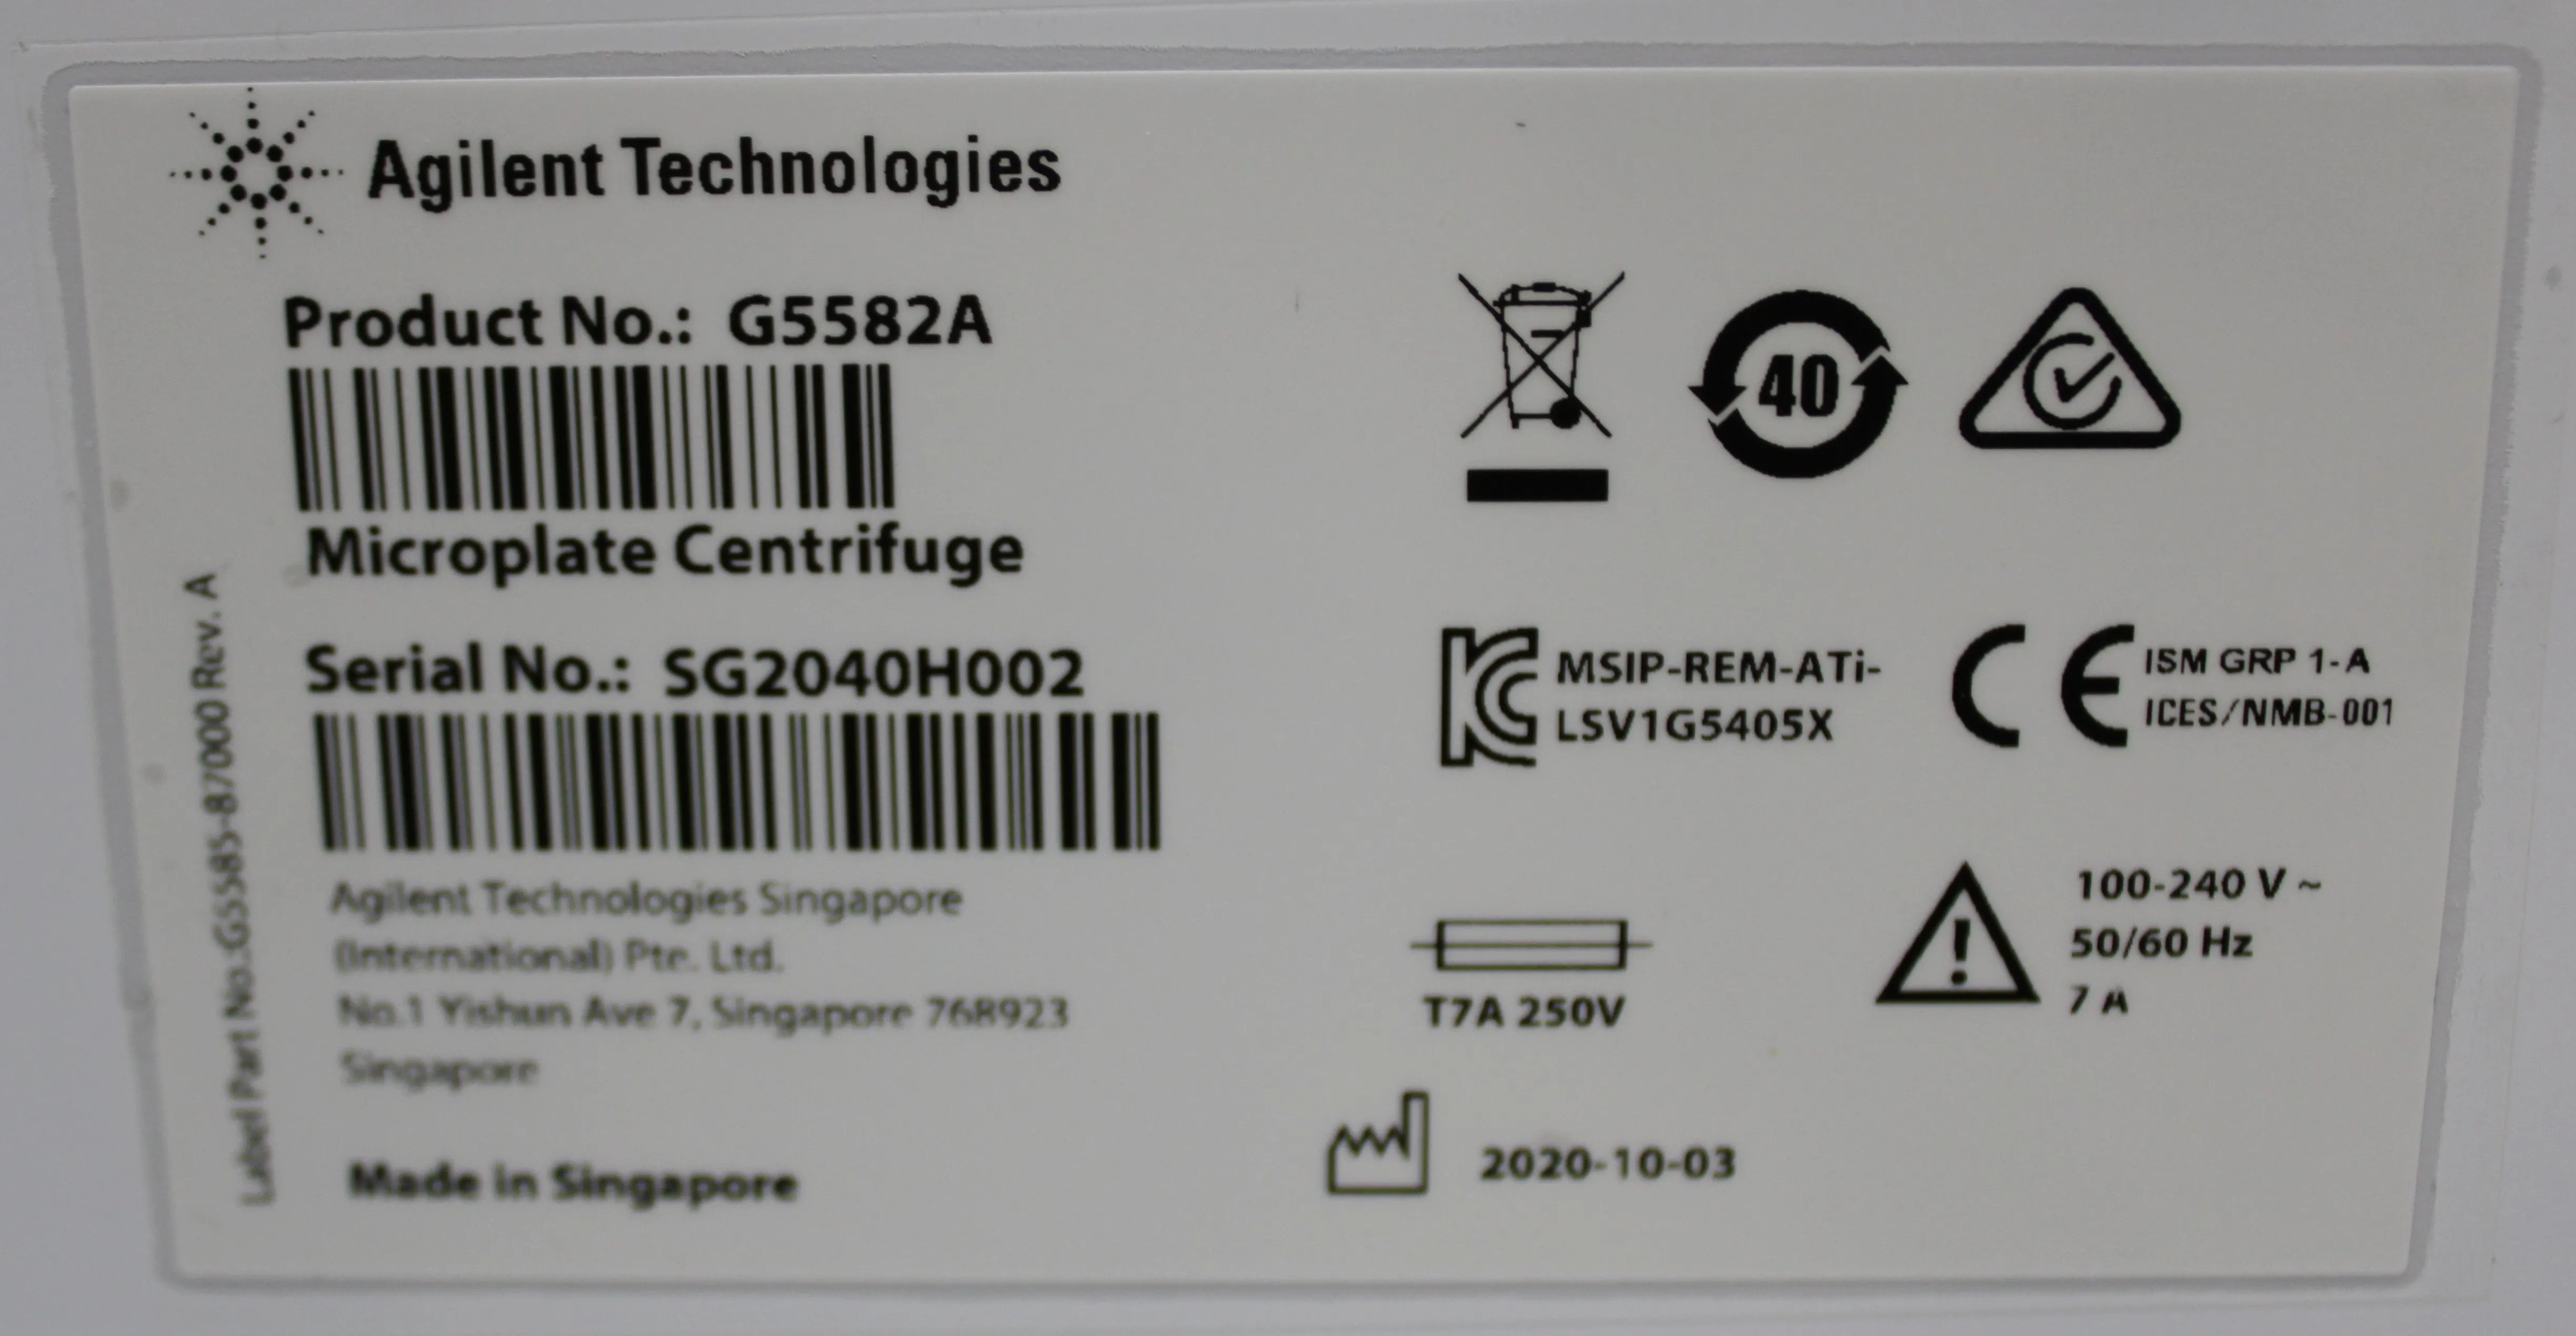 Agilent Technologies
Product No.: G5582A
Microplate Centrifuge
Serial No.: SG2040H002
Agilent Technologies Singapore
(International) Pte. Ltd.
No.1 Yishun Ave 7, Singapore 768923
Singapore
Made in Singapore
Label Part No.:G5585-87000 Rev. A
40
MSIP-REM-ATi-
LSV1G5405X
CE
ISM GRP 1-A
ICES/NMB-001
T7A 250V
100-240 V ~
50/60 Hz
7 A
2020-10-03